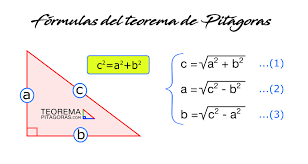 Fórmulas del teorema de Pitágoras
c²=a²+b²
a
c
b
TEOREMA
PITAGORAS.COM
c =√a² + b² ...(1)
a =√c² - b² ...(2)
b =√c² - a² ...(3)